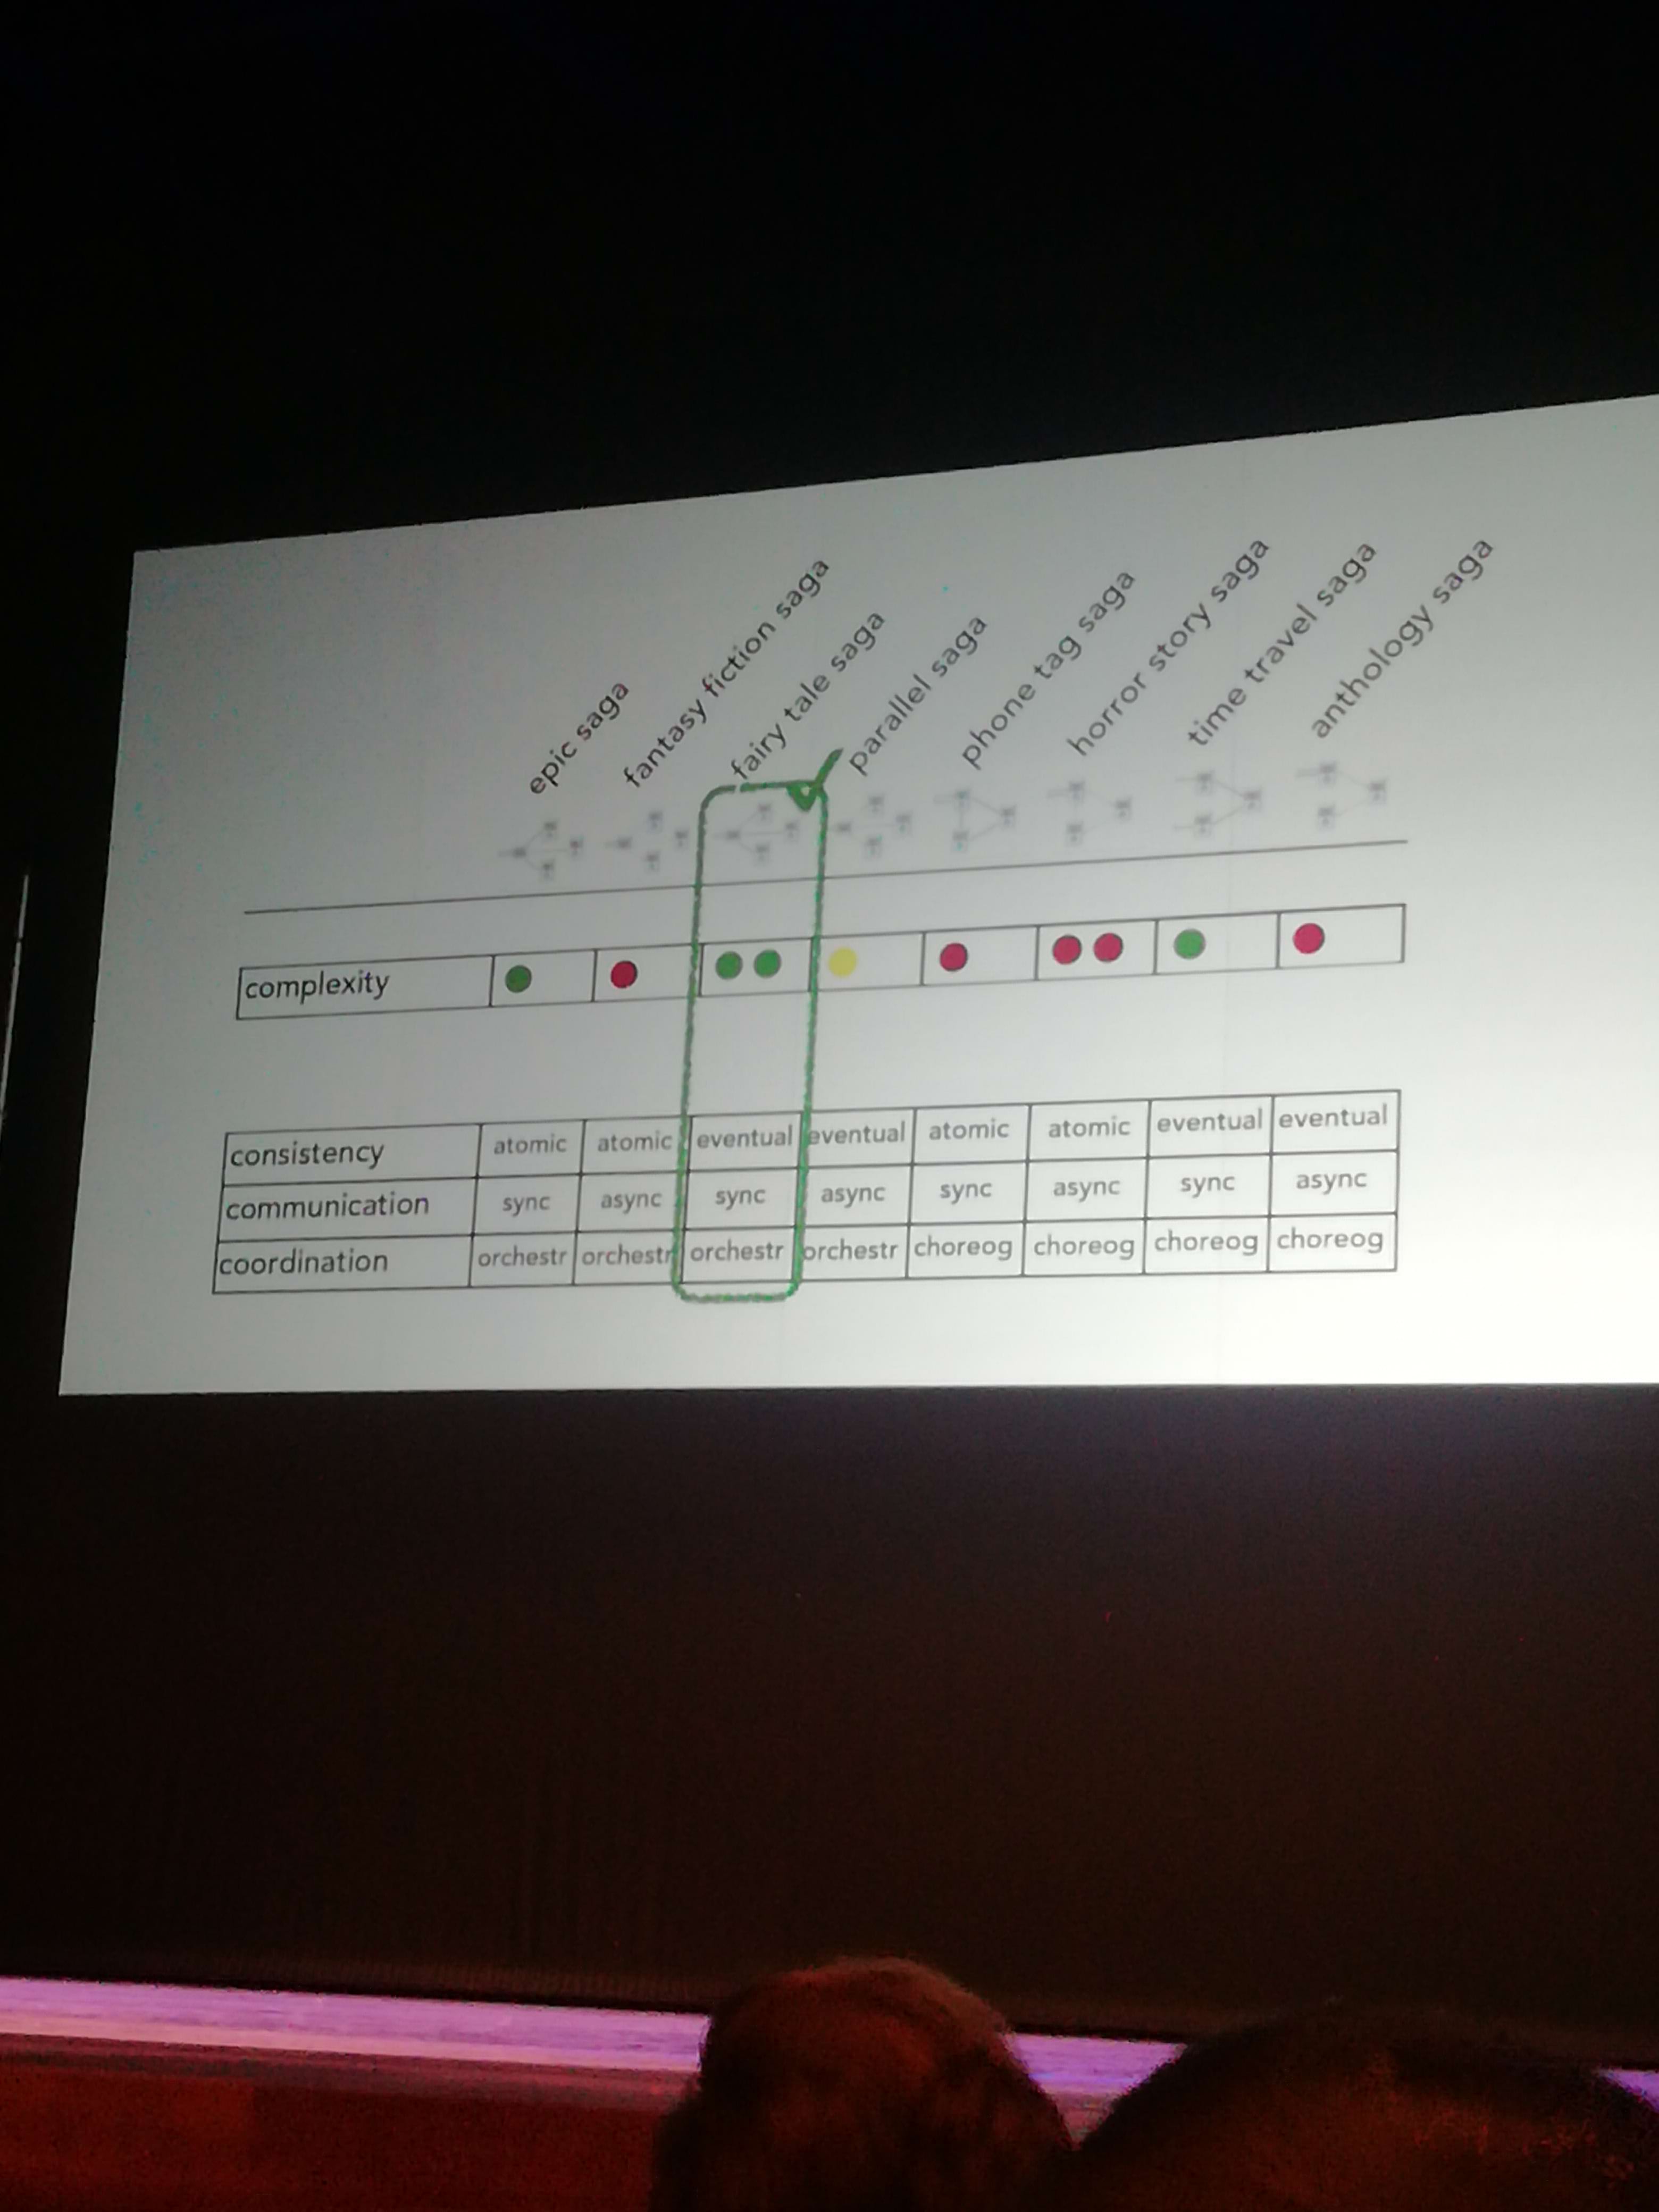 epic saga
fantasy fiction saga
fairy tale saga
parallel saga
phone tag saga
horror story saga
time travel saga
anthology saga
complexity
consistency atomic atomic eventual eventual atomic atomic eventual eventual
communication sync async sync async sync async sync async
coordination orchestr orchestr orchestr orchestr choreog choreog choreog choreog